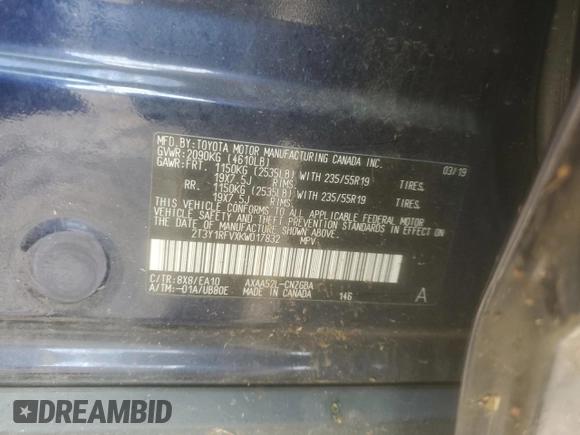 MFD.BY:TOYOTA MOTOR MANUFACTURING CANADA INC.
GVWR:2090KG (4610LB) 03/19
GAWR:FRT. 1150KG (2535LB) WITH 235/55R19 TIRES,
19X7.5J RIMS,
RR. 1150KG (2535LB) WITH 235/55R19 TIRES,
19X7.5J RIMS,
THIS VEHICLE CONFORMS TO ALL APPLICABLE FEDERAL MOTOR
VEHICLE SAFETY AND THEFT PREVENTION STANDARDS IN EFFECT ON
THE DATE OF MANUFACTURE SHOWN ABOVE.
2T3Y1RFVXKW017832 MPV
C/TR:8X8/EA10 AXAA52L-CNZGBA
A/TM:-01A/UB80E MADE IN CANADA 146 A
DREAMBID